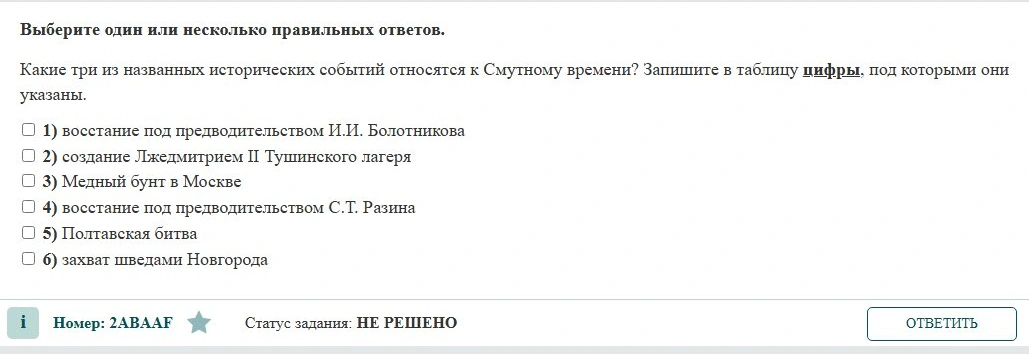 Выберите один или несколько правильных ответов.
Какие три из названных исторических событий относятся к Смутному времени? Запишите в таблицу цифры, под которыми они
указаны.
1) восстание под предводительством И.И. Болотникова
2) создание Лжедмитрием II Тушинского лагеря
3) Медный бунт в Москве
4) восстание под предводительством С.Т. Разина
5) Полтавская битва
6) захват шведами Новгорода
i Номер: 2ABAAF Статус задания: НЕ РЕШЕНО ОТВЕТИТЬ